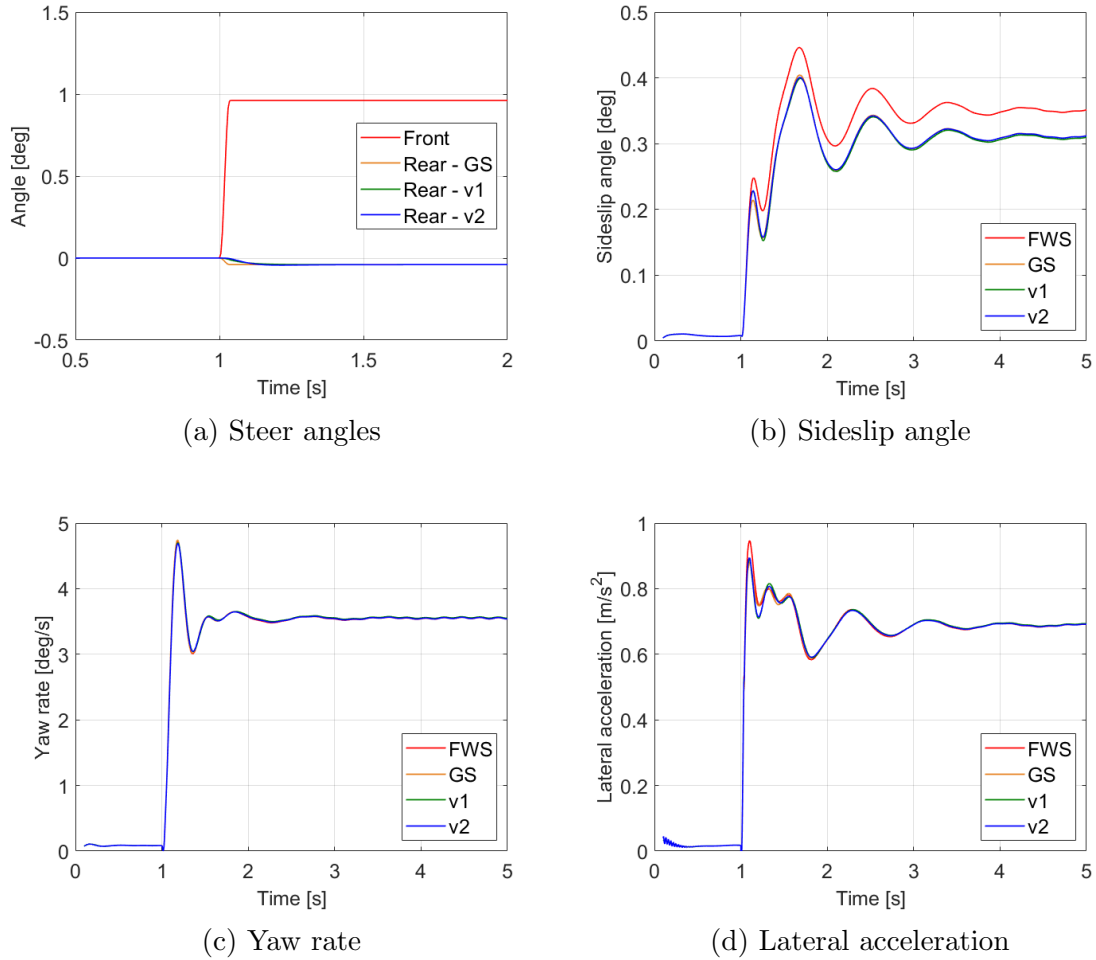 1.5
1
0.5
0
-0.5
0.5
1
1.5
2
Angle [deg]
Time [s]
Front
Rear - GS
Rear - v1
Rear - v2
(a) Steer angles
0.5
0.4
0.3
0.2
0.1
0
0
1
2
3
4
5
Sideslip angle [deg]
Time [s]
FWS
GS
v1
v2
(b) Sideslip angle
5
4
3
2
1
0
0
1
2
3
4
5
Yaw rate [deg/s]
Time [s]
FWS
GS
v1
v2
(c) Yaw rate
1
0.8
0.6
0.4
0.2
0
0
1
2
3
4
5
Lateral acceleration [m/s²]
Time [s]
FWS
GS
v1
v2
(d) Lateral acceleration